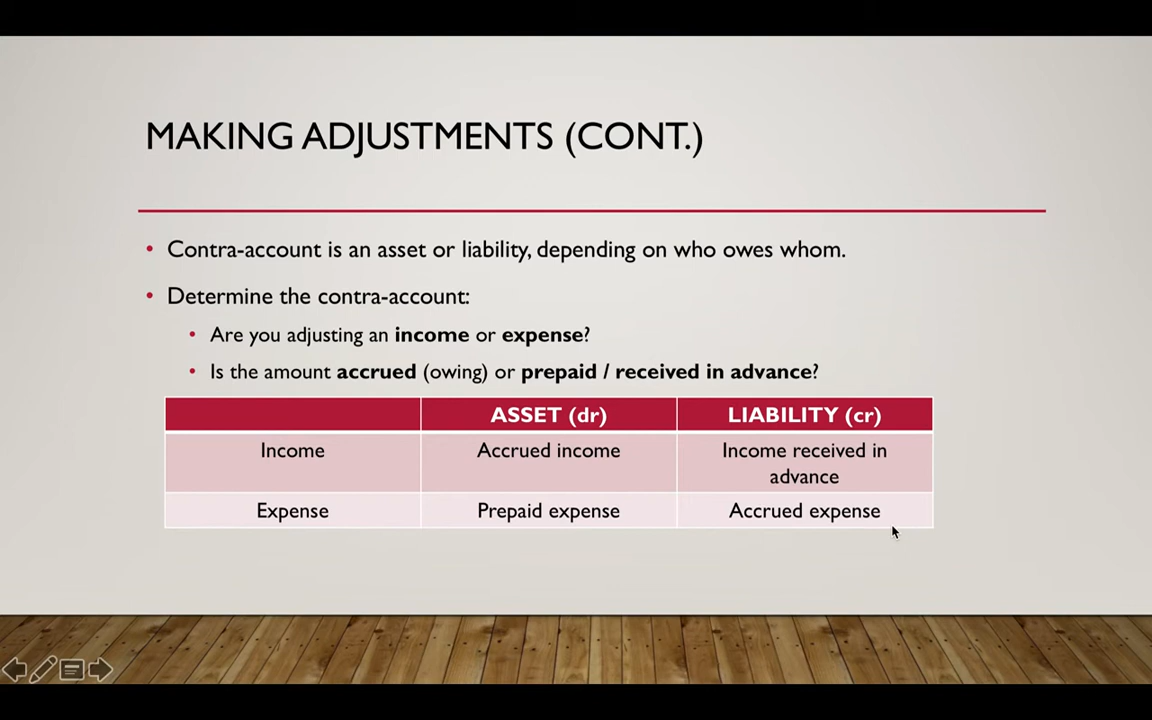 MAKING ADJUSTMENTS (CONT.)
• Contra-account is an asset or liability, depending on who owes whom.
• Determine the contra-account:
• Are you adjusting an income or expense?
• Is the amount accrued (owing) or prepaid / received in advance?
ASSET (dr) LIABILITY (cr)
Income Accrued income Income received in
advance
Expense Prepaid expense Accrued expense